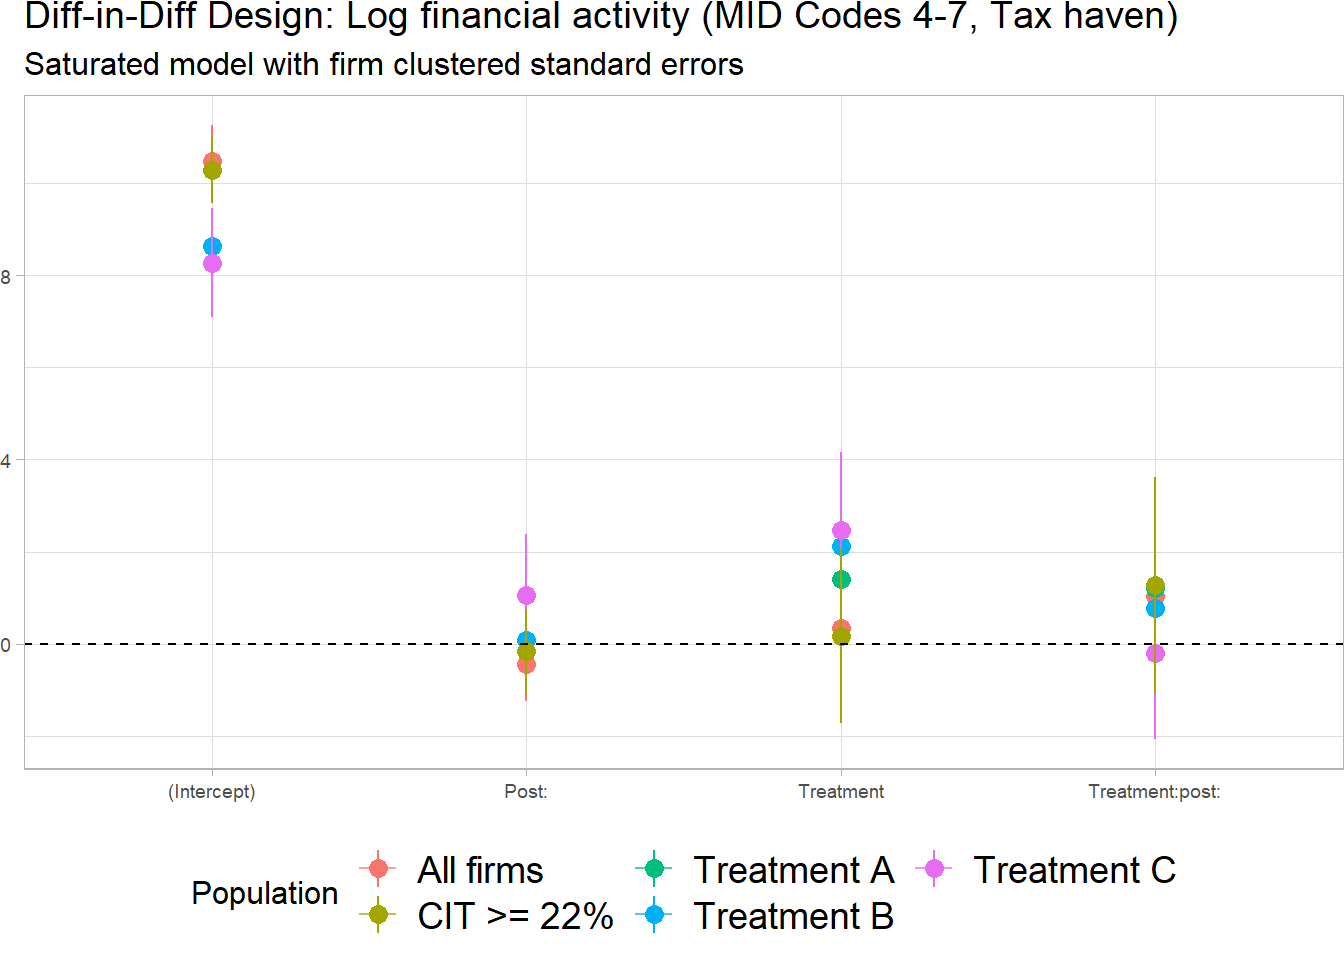 Diff-in-Diff Design: Log financial activity (MID Codes 4-7, Tax haven)
Saturated model with firm clustered standard errors
8
4
0
(Intercept) Post: Treatment Treatment:post:
Population
All firms Treatment A Treatment C
CIT >= 22% Treatment B